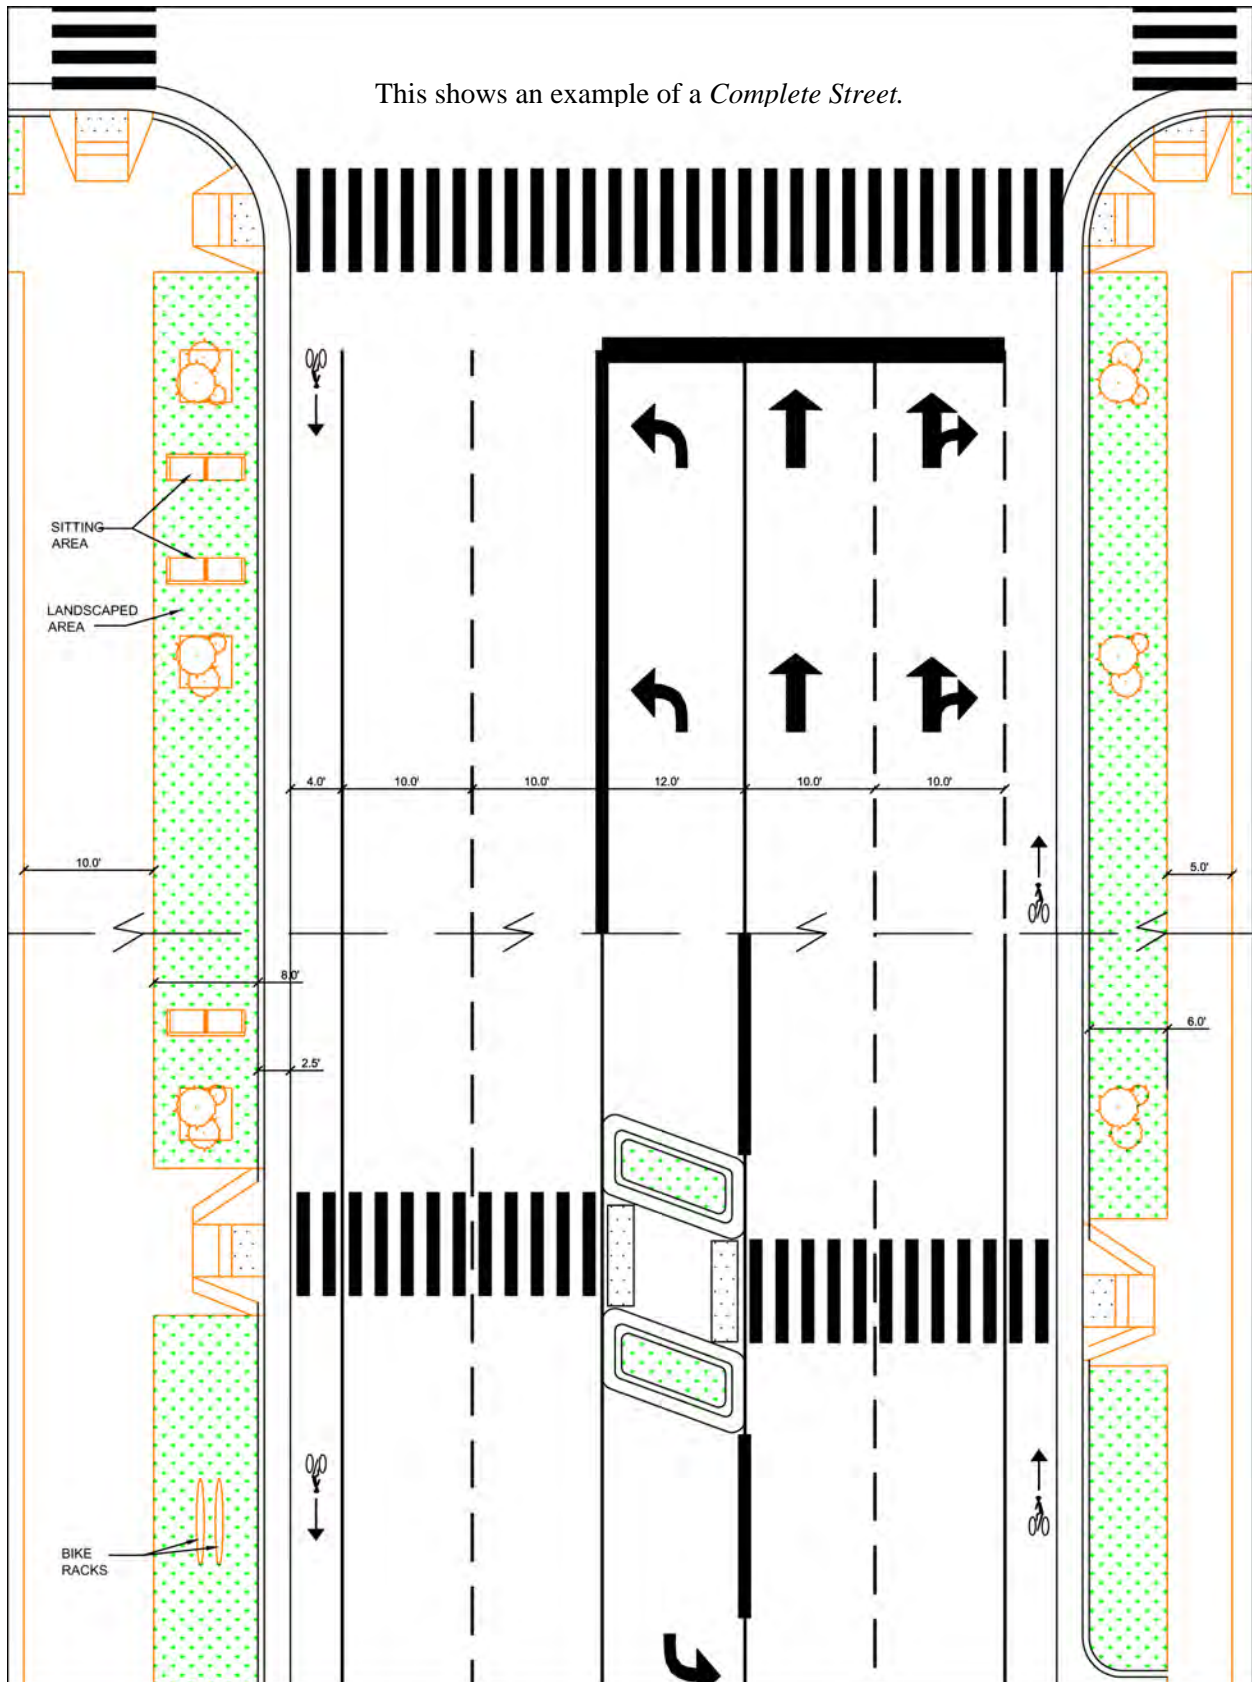 This shows an example of a Complete Street.
SITTING
AREA
LANDSCAPED
AREA
4.0'
10.0'
10.0'
12.0'
10.0'
10.0'
10.0'
5.0'
8.0'
6.0'
2.5'
BIKE
RACKS